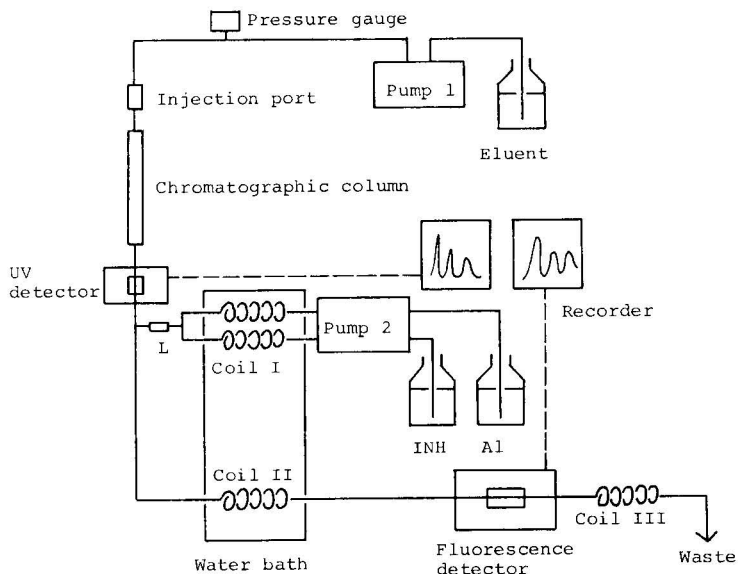 Pressure gauge
Pump 1
Injection port
Eluent
Chromatographic column
UV
detector
Recorder
Pump 2
L
Coil I
INH
Al
Coil II
Coil III
Water bath
Fluorescence
detector
Waste